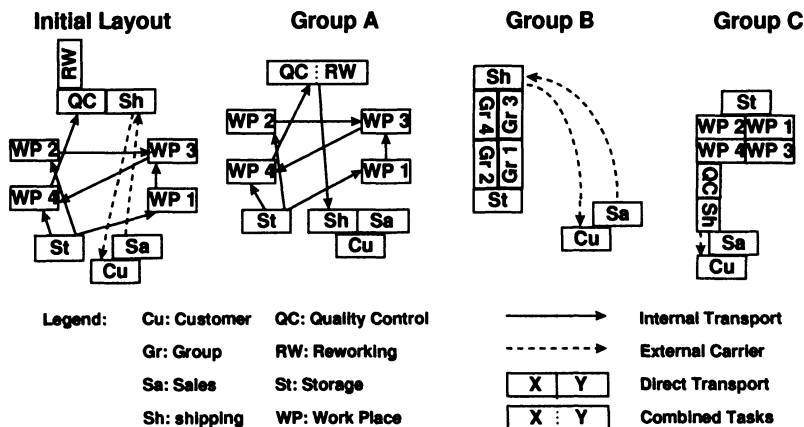 Initial Layout
Group A
Group B
Group C
RW
QC Sh
WP 2
WP 3
WP 4
WP 1
St
Sa
Cu
QC RW
WP 2
WP 3
WP 4
WP 1
St
Sh Sa
Cu
Sh
Gr 4 Gr 3
Gr 2 Gr 1
St
Sa
Cu
St
WP 2 WP 1
WP 4 WP 3
QC
Sh
Sa
Cu
Legend: Cu: Customer QC: Quality Control Internal Transport
Gr: Group RW: Reworking External Carrier
Sa: Sales St: Storage X Y Direct Transport
Sh: shipping WP: Work Place X Y Combined Tasks